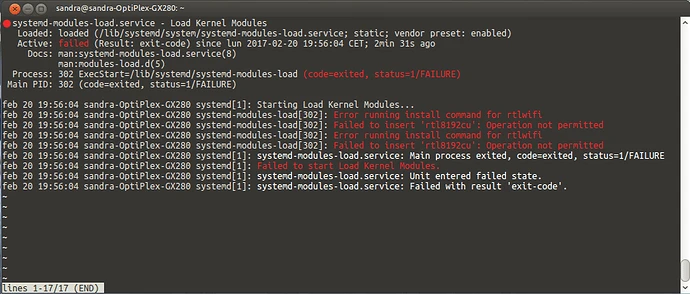 sandra@sandra-OptiPlex-GX280: ~
● systemd-modules-load.service - Load Kernel Modules
Loaded: loaded (/lib/systemd/system/systemd-modules-load.service; static; vendor preset: enabled)
Active: failed (Result: exit-code) since lun 2017-02-20 19:56:04 CET; 2min 31s ago
Docs: man:systemd-modules-load.service(8)
man:modules-load.d(5)
Process: 302 ExecStart=/lib/systemd/systemd-modules-load (code=exited, status=1/FAILURE)
Main PID: 302 (code=exited, status=1/FAILURE)
feb 20 19:56:04 sandra-OptiPlex-GX280 systemd[1]: Starting Load Kernel Modules...
feb 20 19:56:04 sandra-OptiPlex-GX280 systemd-modules-load[302]: Error running install command for rtlwifi
feb 20 19:56:04 sandra-OptiPlex-GX280 systemd-modules-load[302]: Failed to insert 'rtl8192cu': Operation not permitted
feb 20 19:56:04 sandra-OptiPlex-GX280 systemd-modules-load[302]: Error running install command for rtlwifi
feb 20 19:56:04 sandra-OptiPlex-GX280 systemd-modules-load[302]: Failed to insert 'rtl8192cu': Operation not permitted
feb 20 19:56:04 sandra-OptiPlex-GX280 systemd[1]: systemd-modules-load.service: Main process exited, code=exited, status=1/FAILURE
feb 20 19:56:04 sandra-OptiPlex-GX280 systemd[1]: Failed to start Load Kernel Modules.
feb 20 19:56:04 sandra-OptiPlex-GX280 systemd[1]: systemd-modules-load.service: Unit entered failed state.
feb 20 19:56:04 sandra-OptiPlex-GX280 systemd[1]: systemd-modules-load.service: Failed with result 'exit-code'.
~
~
~
~
~
~
~
lines 1-17/17 (END)